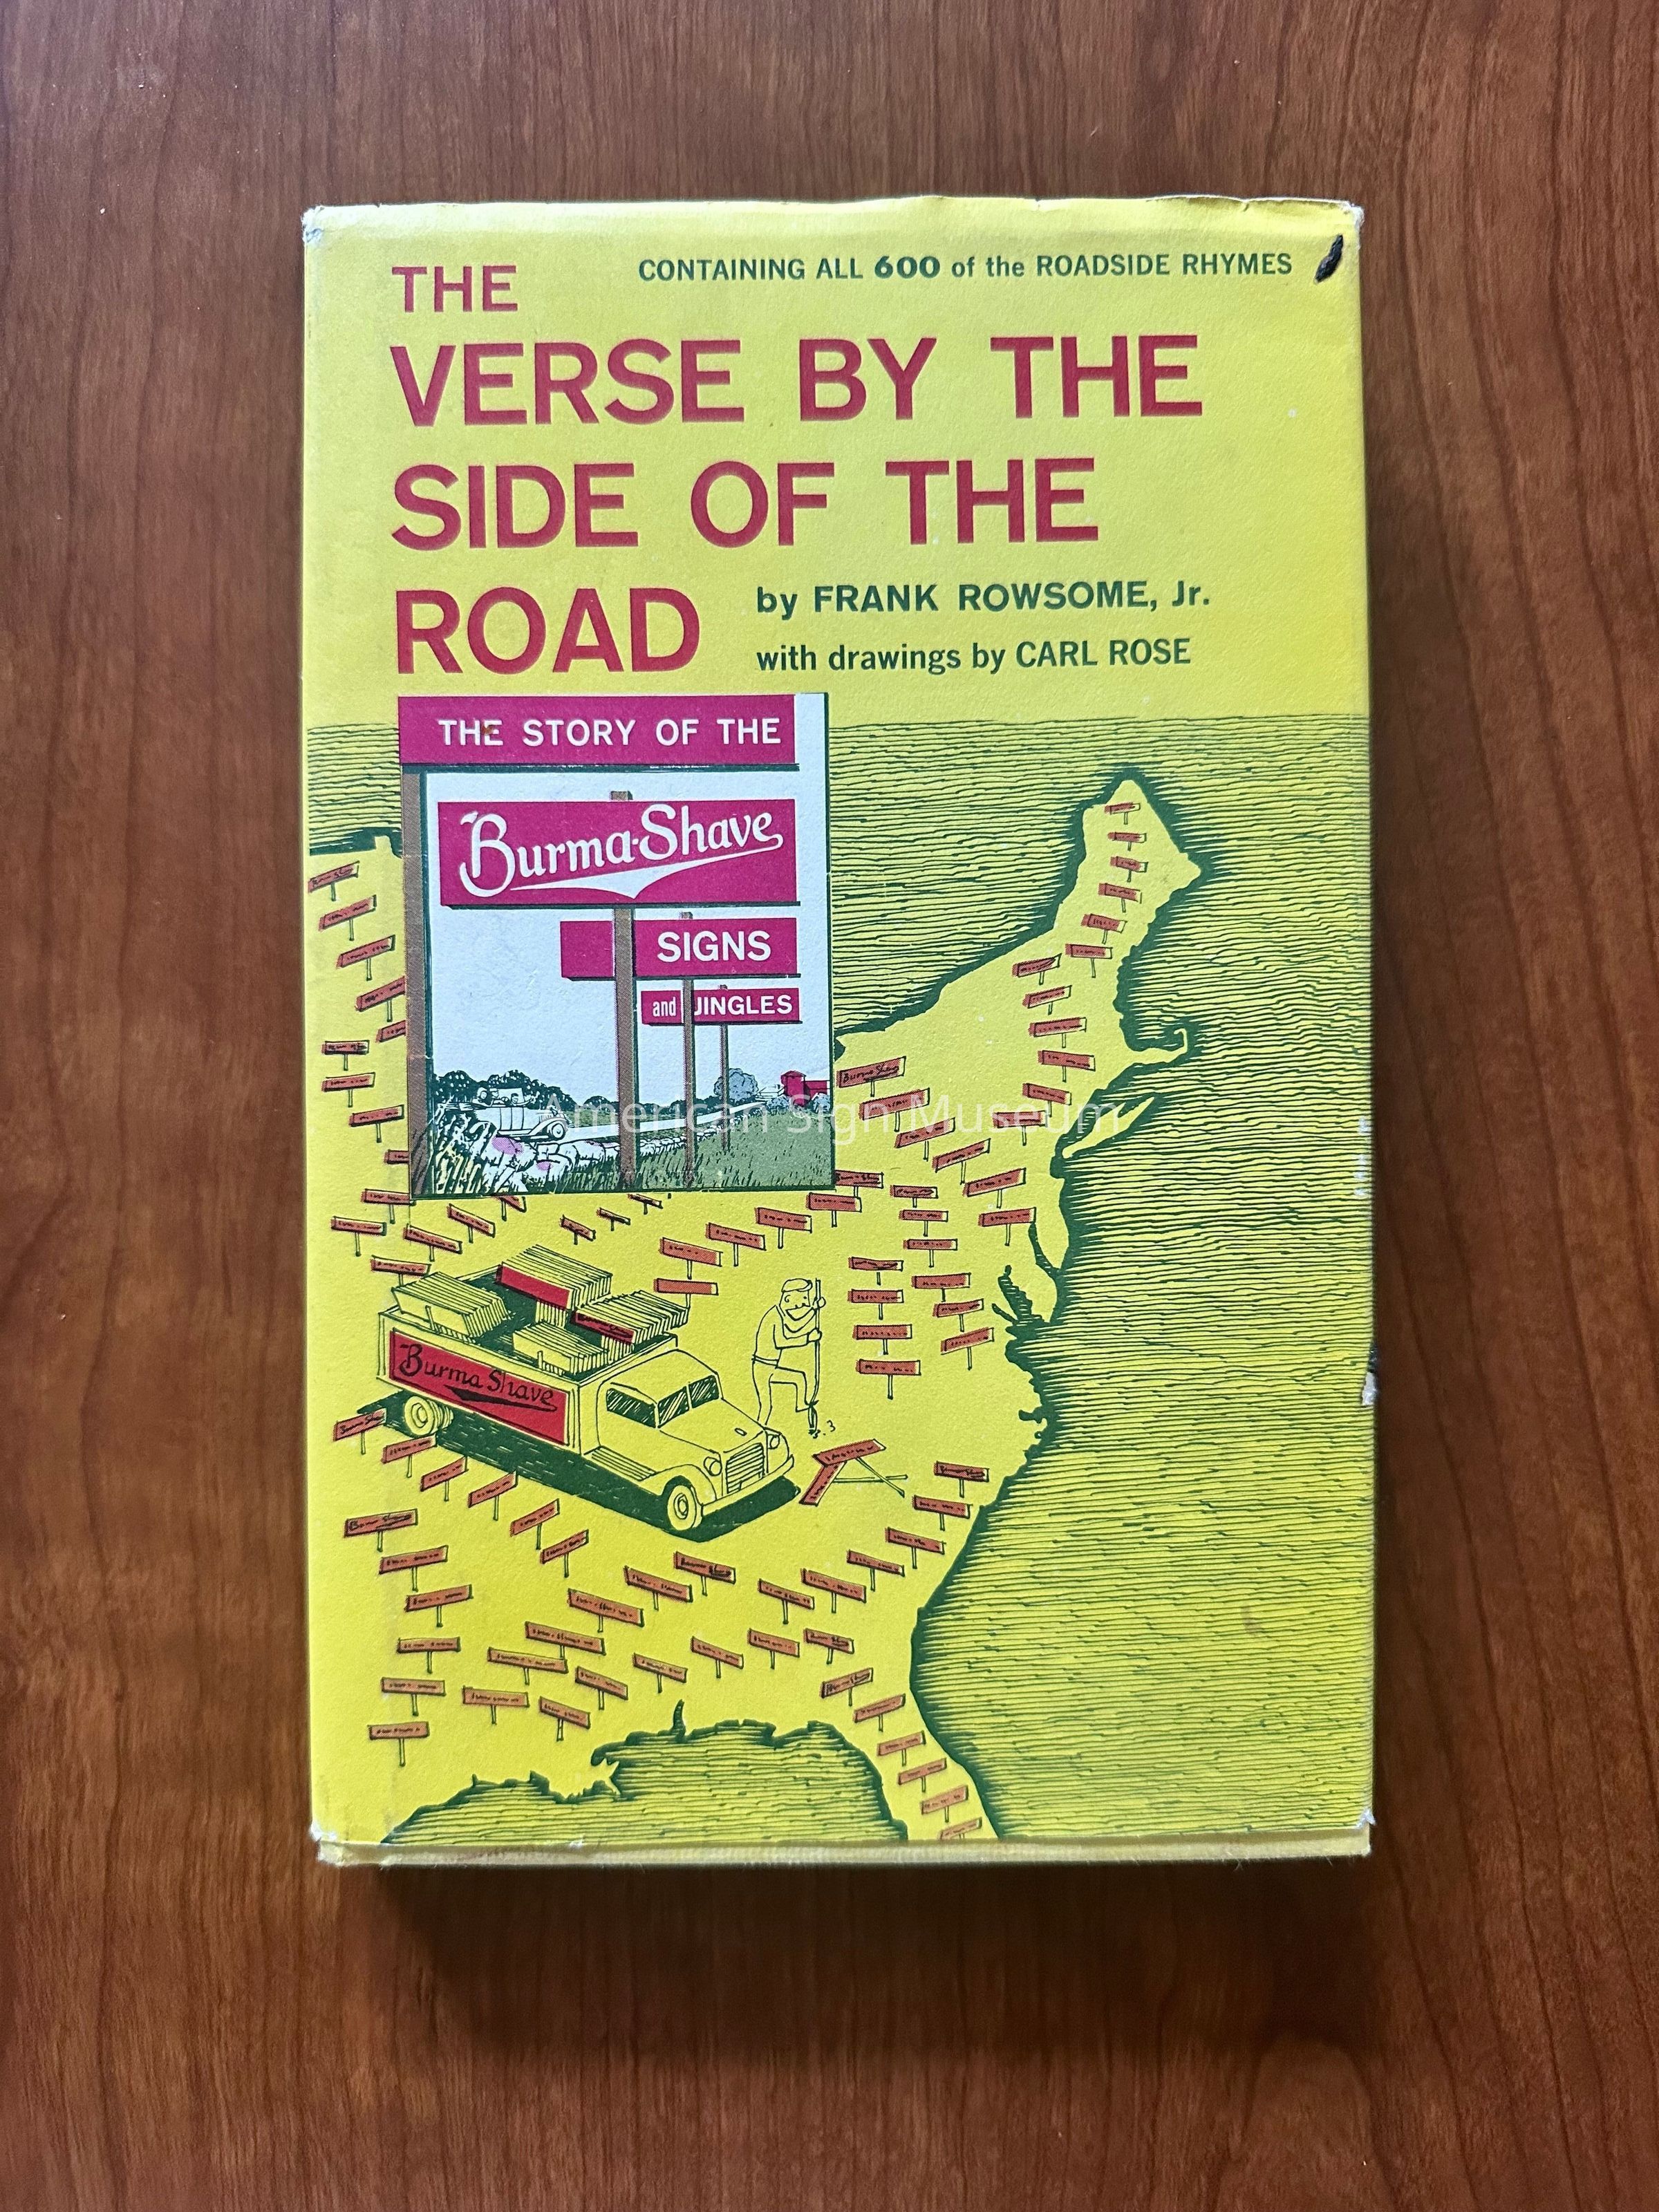 CONTAINING ALL 600 of the ROADSIDE RHYMES
THE
VERSE BY THE
SIDE OF THE
ROAD
by FRANK ROWSOME, Jr.
with drawings by CARL ROSE
THE STORY OF THE
Burma-Shave
SIGNS
and JINGLES
American Sign Museum
Burma Shave